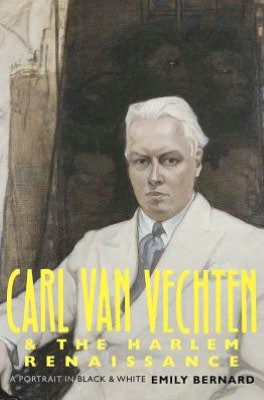 CARL VAN VECHTEN
& THE HARLEM
RENAISSANCE
A PORTRAIT IN BLACK & WHITE EMILY BERNARD